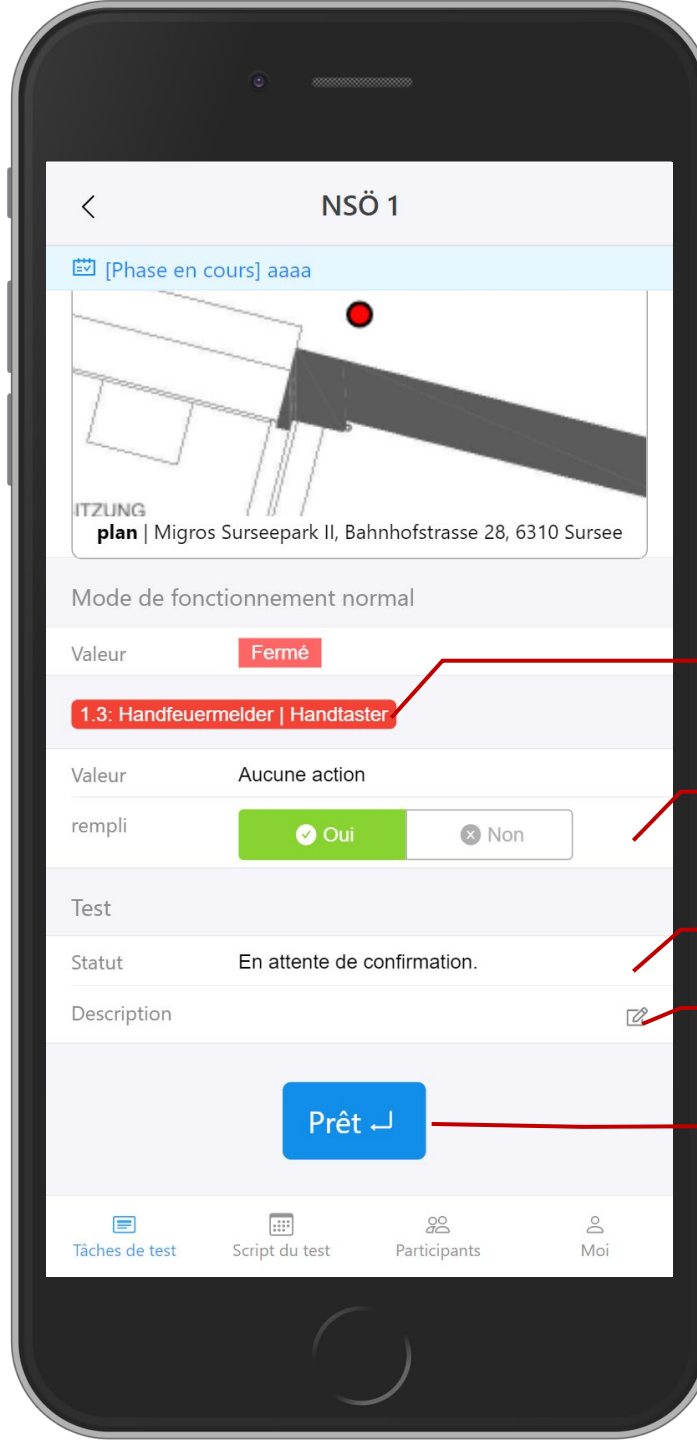 NSÖ 1
[Phase en cours] aaaa
ITZUNG
plan | Migros Surseepark II, Bahnhofstrasse 28, 6310 Sursee
Mode de fonctionnement normal
Valeur Fermé
1.3: Handfeuermelder | Handtaster
Valeur Aucune action
rempli Oui Non
Test
Statut En attente de confirmation.
Description
Prêt
Tâches de test Script du test Participants Moi